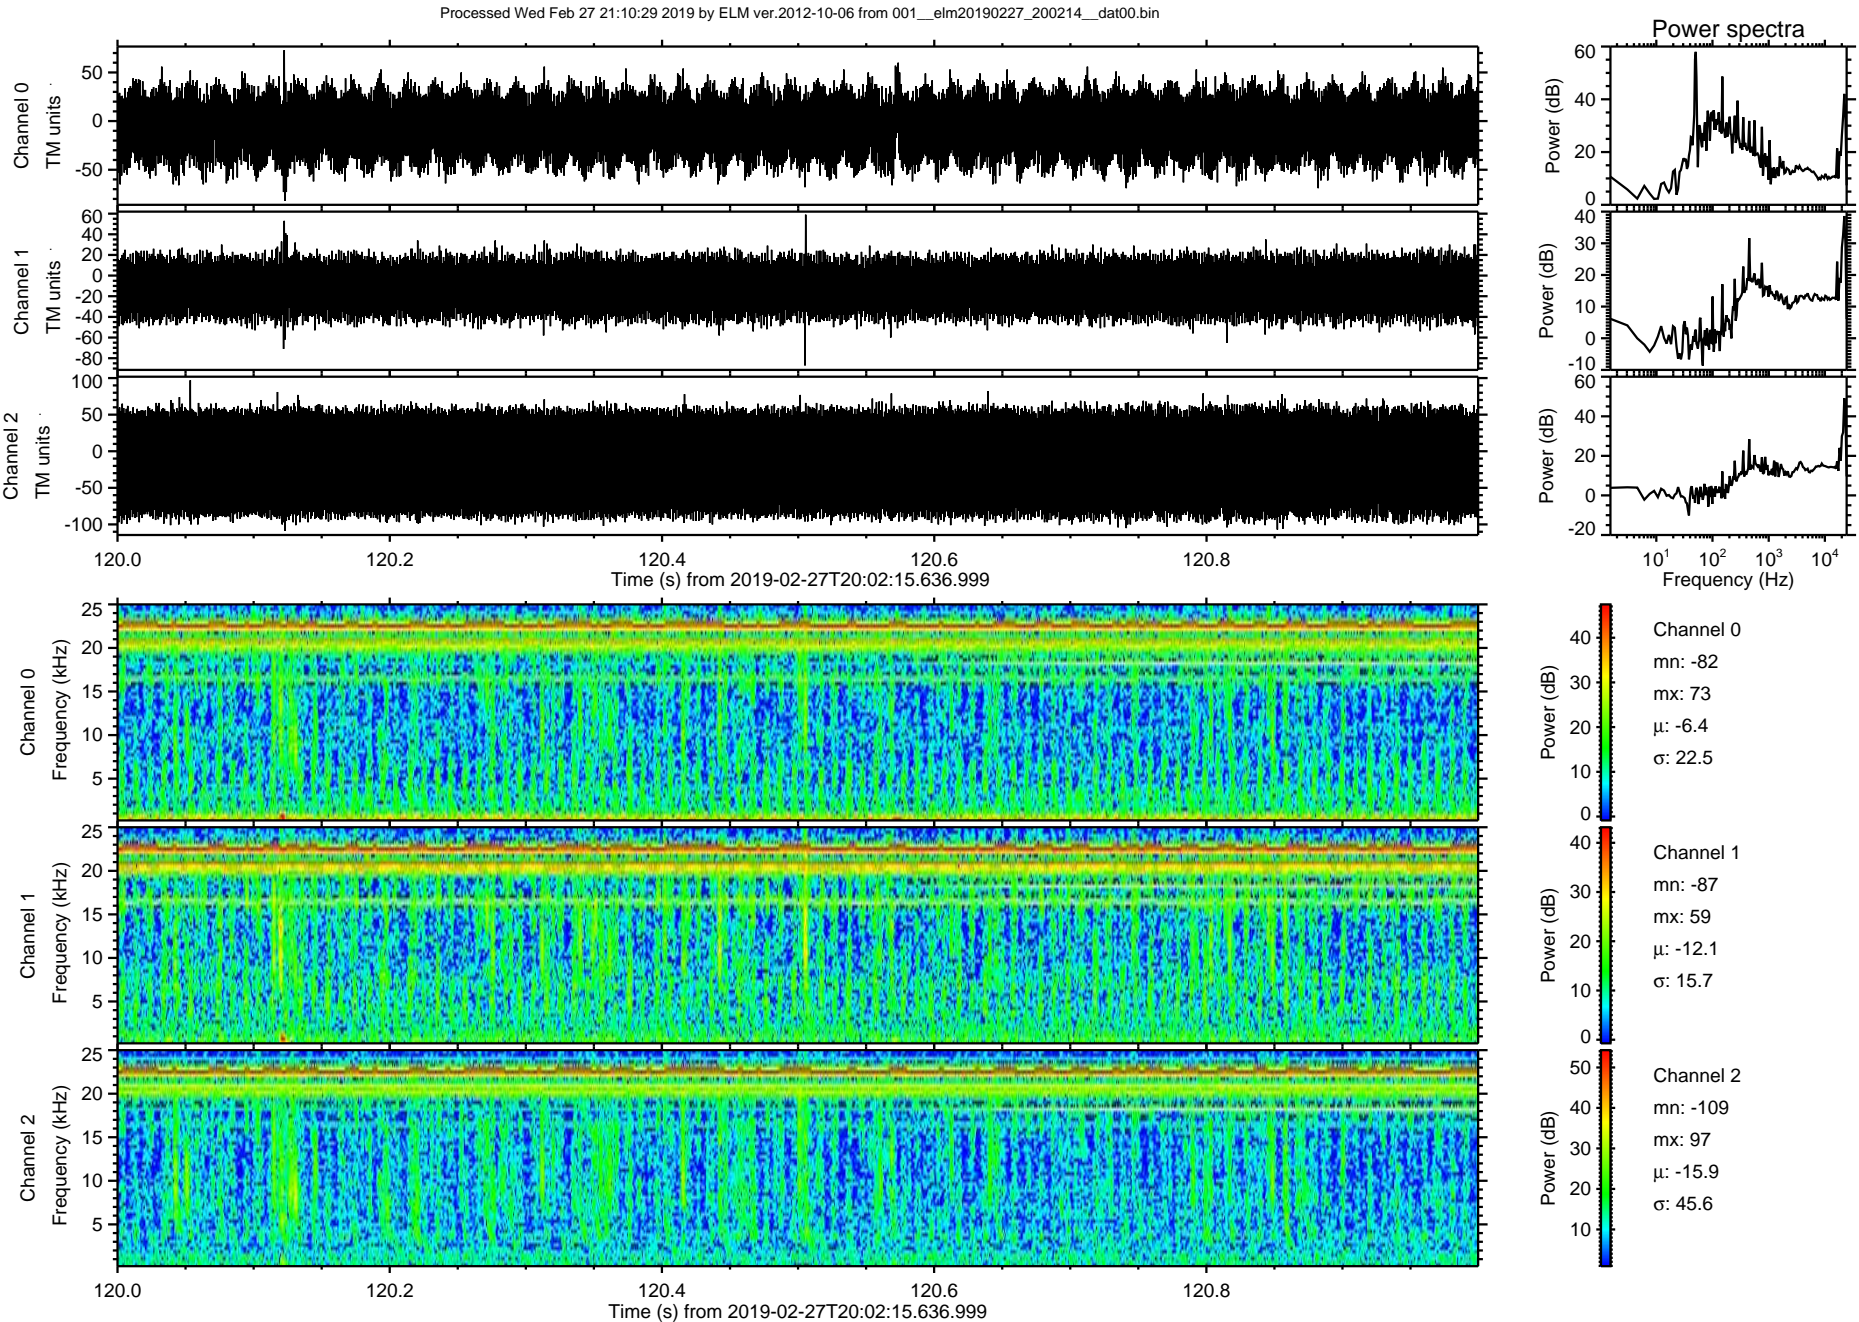 Processed Wed Feb 27 21:10:29 2019 by ELM ver.2012-10-06 from 001__elm20190227_200214__dat00.bin
Power spectra
Channel 0
TM units
50
0
-50
Power (dB)
60
40
20
0
Channel 1
TM units
60
40
20
0
-20
-40
-60
-80
Power (dB)
40
30
20
10
0
-10
Channel 2
TM units
100
50
0
-50
-100
Power (dB)
60
40
20
0
-20
120.0 120.2 120.4 120.6 120.8
Time (s) from 2019-02-27T20:02:15.636.999
10¹ 10² 10³ 10⁴
Frequency (Hz)
Channel 0
Frequency (kHz)
25
20
15
10
5
Power (dB)
40
30
20
10
0
Channel 0
mn: -82
mx: 73
μ: -6.4
σ: 22.5
Channel 1
Frequency (kHz)
25
20
15
10
5
Power (dB)
40
30
20
10
0
Channel 1
mn: -87
mx: 59
μ: -12.1
σ: 15.7
Channel 2
Frequency (kHz)
25
20
15
10
5
Power (dB)
50
40
30
20
10
Channel 2
mn: -109
mx: 97
μ: -15.9
σ: 45.6
120.0 120.2 120.4 120.6 120.8
Time (s) from 2019-02-27T20:02:15.636.999